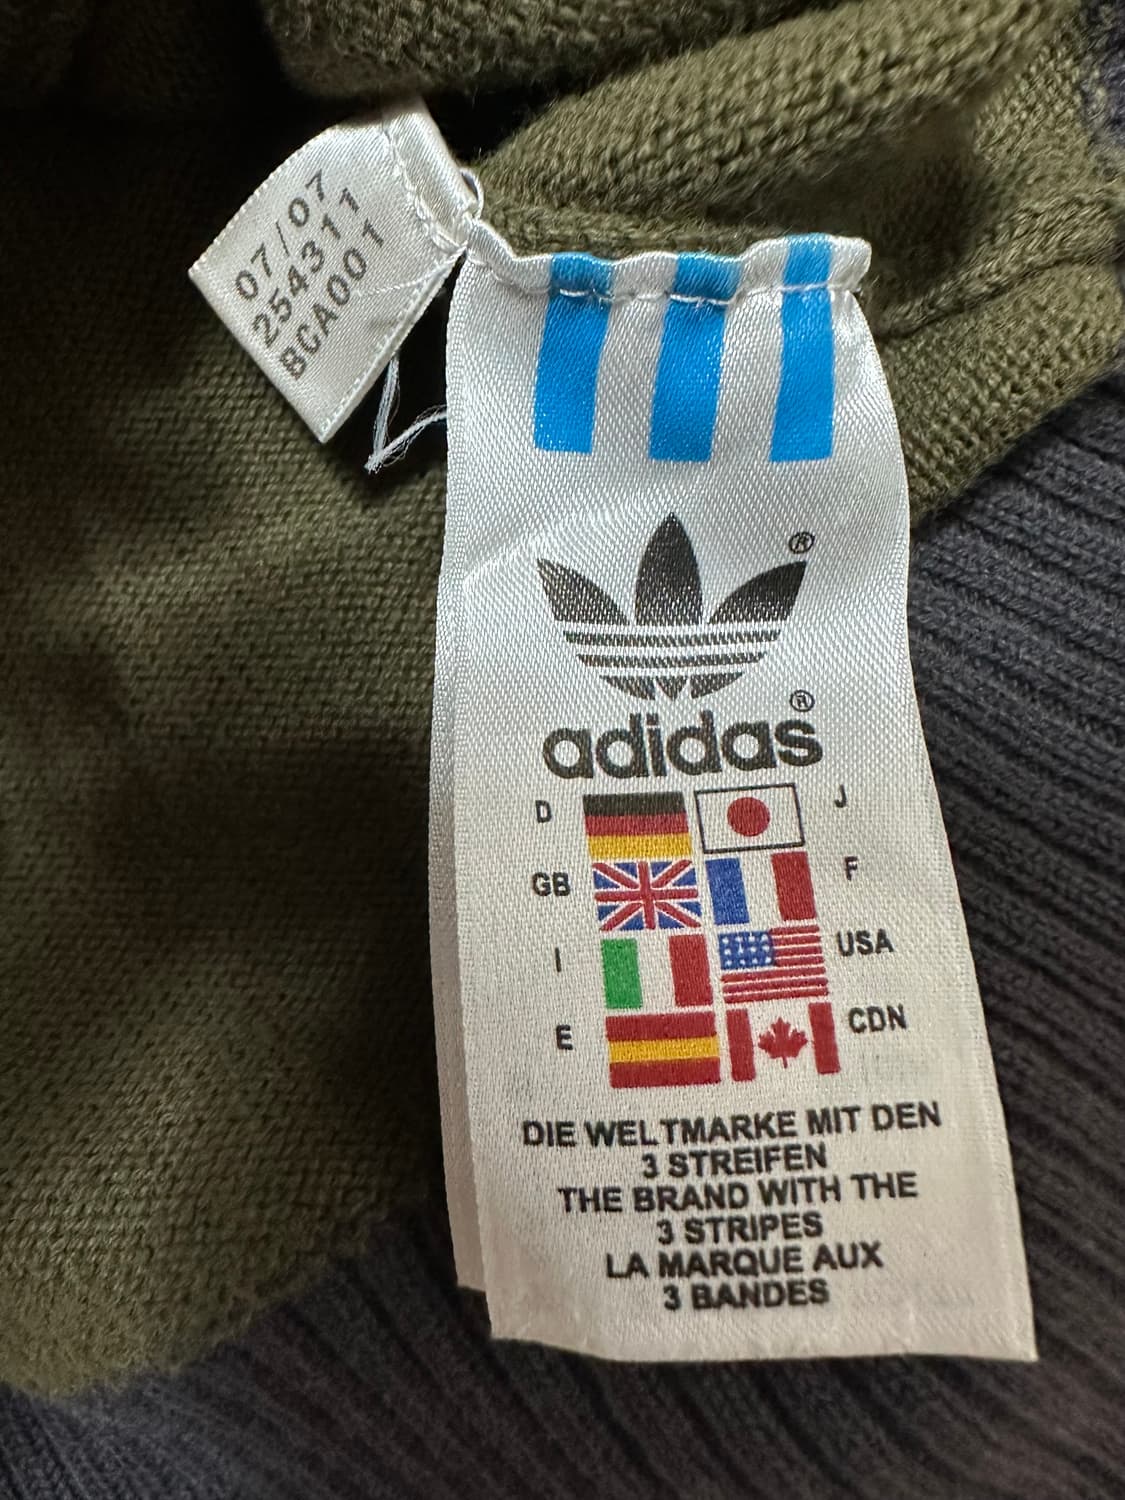 07/07
254311
BCA001
®
adidas®
D J
GB F
I USA
E CDN
DIE WELTMARKE MIT DEN
3 STREIFEN
THE BRAND WITH THE
3 STRIPES
LA MARQUE AUX
3 BANDES